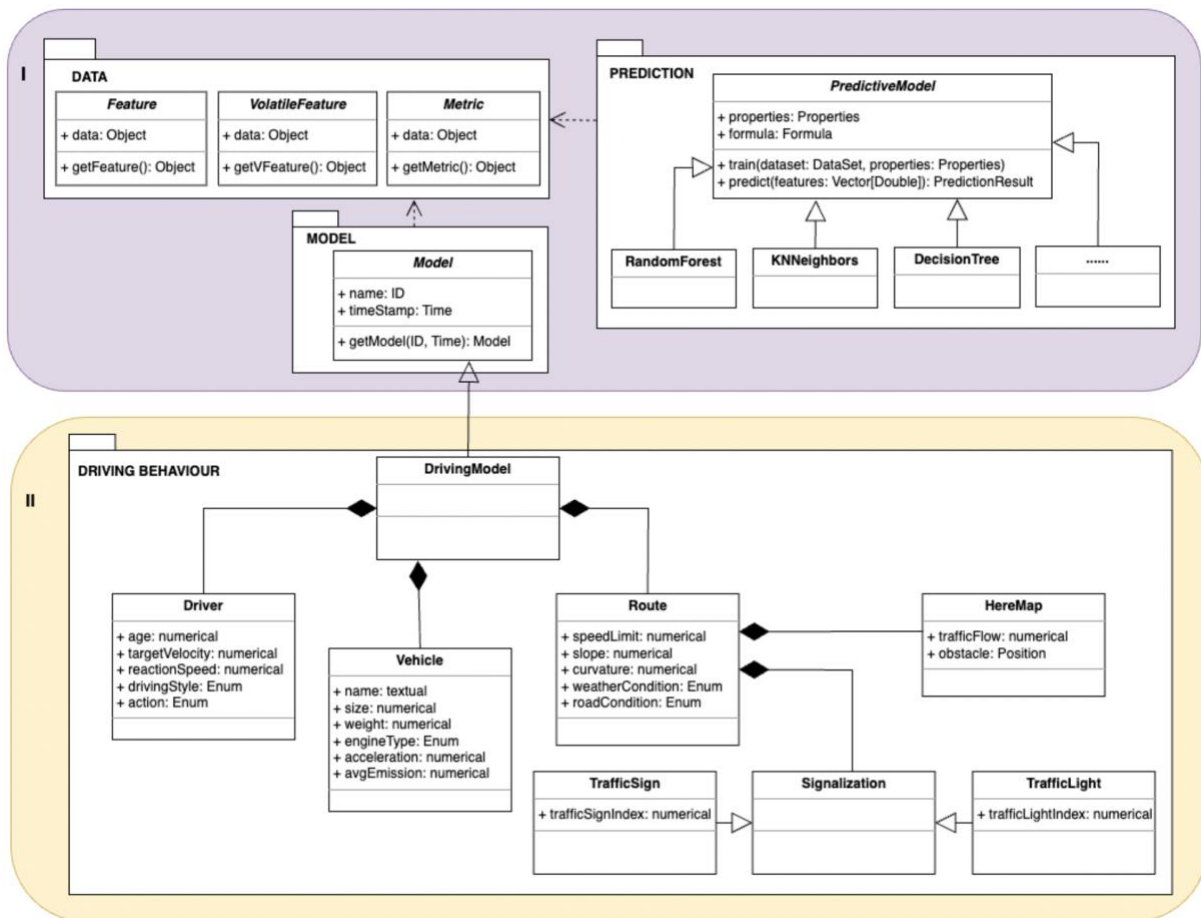 I
DATA
Feature
+ data: Object
+ getFeature(): Object
VolatileFeature
+ data: Object
+ getVFeature(): Object
Metric
+ data: Object
+ getMetric(): Object
PREDICTION
PredictiveModel
+ properties: Properties
+ formula: Formula
+ train(dataset: DataSet, properties: Properties)
+ predict(features: Vector[Double]): PredictionResult
RandomForest
KNNeighbors
DecisionTree
......
MODEL
Model
+ name: ID
+ timeStamp: Time
+ getModel(ID, Time): Model
II
DRIVING BEHAVIOUR
DrivingModel
Driver
+ age: numerical
+ targetVelocity: numerical
+ reactionSpeed: numerical
+ drivingStyle: Enum
+ action: Enum
Vehicle
+ name: textual
+ size: numerical
+ weight: numerical
+ engineType: Enum
+ acceleration: numerical
+ avgEmission: numerical
Route
+ speedLimit: numerical
+ slope: numerical
+ curvature: numerical
+ weatherCondition: Enum
+ roadCondition: Enum
HereMap
+ trafficFlow: numerical
+ obstacle: Position
TrafficSign
+ trafficSignIndex: numerical
Signalization
TrafficLight
+ trafficLightIndex: numerical